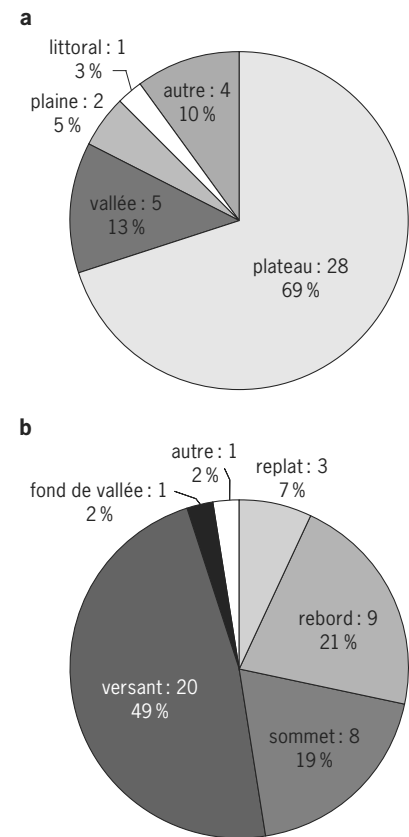 a
littoral : 1
3 %
autre : 4
10 %
plaine : 2
5 %
vallée : 5
13 %
plateau : 28
69 %
b
autre : 1
2 %
replat : 3
7 %
fond de vallée : 1
2 %
rebord : 9
21 %
versant : 20
49 %
sommet : 8
19 %